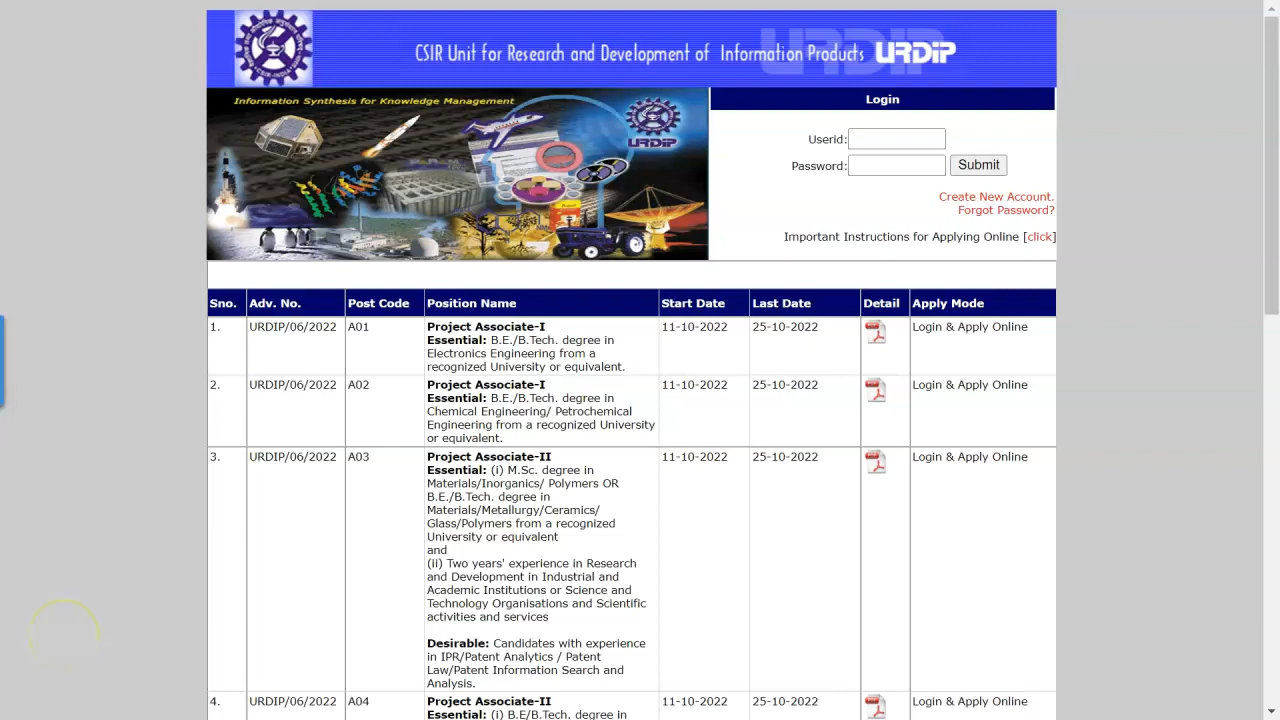 CSIR Unit for Research and Development of Information Products URDIP
Information Synthesis for Knowledge Management
URDIP
Login
Userid:
Password:
Submit
Create New Account.
Forgot Password?
Important Instructions for Applying Online [click]
Sno. Adv. No. Post Code Position Name Start Date Last Date Detail Apply Mode
1. URDIP/06/2022 A01 Project Associate-I 11-10-2022 25-10-2022 Login & Apply Online
Essential: B.E./B.Tech. degree in
Electronics Engineering from a
recognized University or equivalent.
2. URDIP/06/2022 A02 Project Associate-I 11-10-2022 25-10-2022 Login & Apply Online
Essential: B.E./B.Tech. degree in
Chemical Engineering/ Petrochemical
Engineering from a recognized University
or equivalent.
3. URDIP/06/2022 A03 Project Associate-II 11-10-2022 25-10-2022 Login & Apply Online
Essential: (i) M.Sc. degree in
Materials/Inorganics/ Polymers OR
B.E./B.Tech. degree in
Materials/Metallurgy/Ceramics/
Glass/Polymers from a recognized
University or equivalent
and
(ii) Two years' experience in Research
and Development in Industrial and
Academic Institutions or Science and
Technology Organisations and Scientific
activities and services
Desirable: Candidates with experience
in IPR/Patent Analytics / Patent
Law/Patent Information Search and
Analysis.
4. URDIP/06/2022 A04 Project Associate-II 11-10-2022 25-10-2022 Login & Apply Online
Essential: (i) B.E/B.Tech. degree in